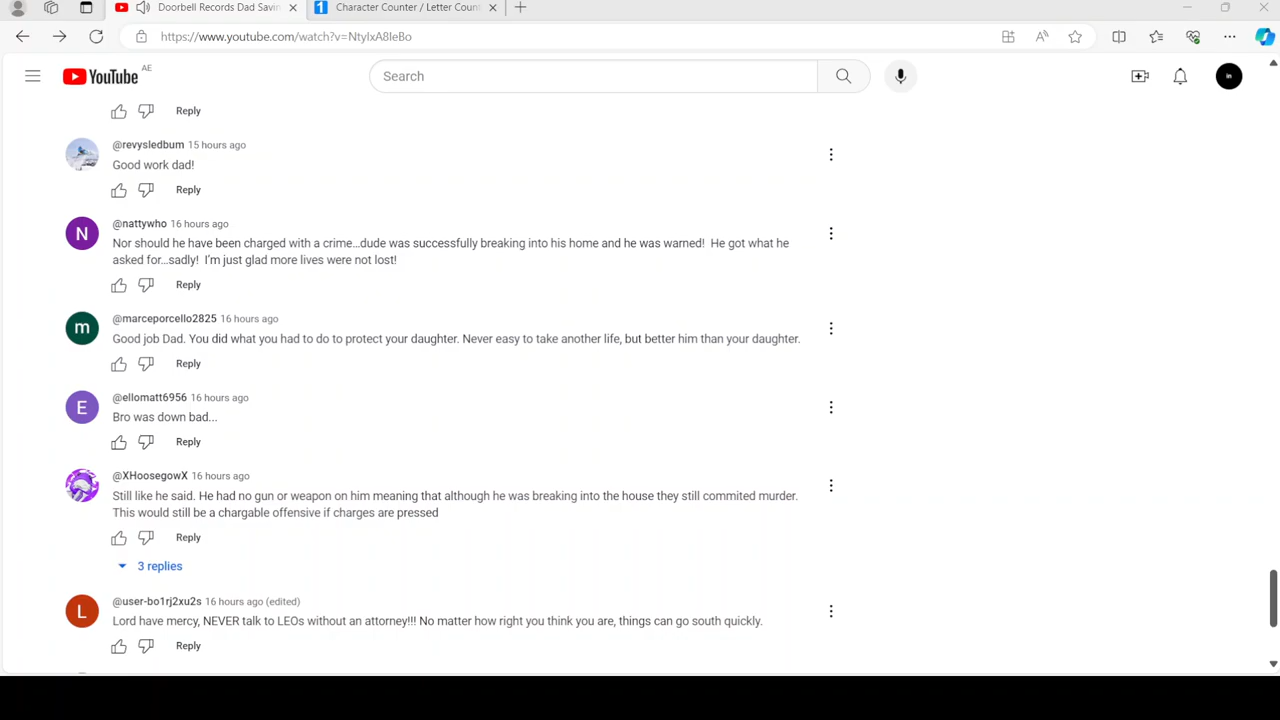 Doorbell Records Dad Savin
Character Counter / Letter Count
https://www.youtube.com/watch?v=NtyIxA8IeBo
YouTube AE
Search
in
Reply
@revysledbum 15 hours ago
Good work dad!
Reply
N
@nattywho 16 hours ago
Nor should he have been charged with a crime…dude was successfully breaking into his home and he was warned! He got what he
asked for…sadly! I'm just glad more lives were not lost!
Reply
m
@marceporcello2825 16 hours ago
Good job Dad. You did what you had to do to protect your daughter. Never easy to take another life, but better him than your daughter.
Reply
E
@ellomatt6956 16 hours ago
Bro was down bad...
Reply
@XHoosegowX 16 hours ago
Still like he said. He had no gun or weapon on him meaning that although he was breaking into the house they still commited murder.
This would still be a chargable offensive if charges are pressed
Reply
3 replies
L
@user-bo1rj2xu2s 16 hours ago (edited)
Lord have mercy, NEVER talk to LEOs without an attorney!!! No matter how right you think you are, things can go south quickly.
Reply